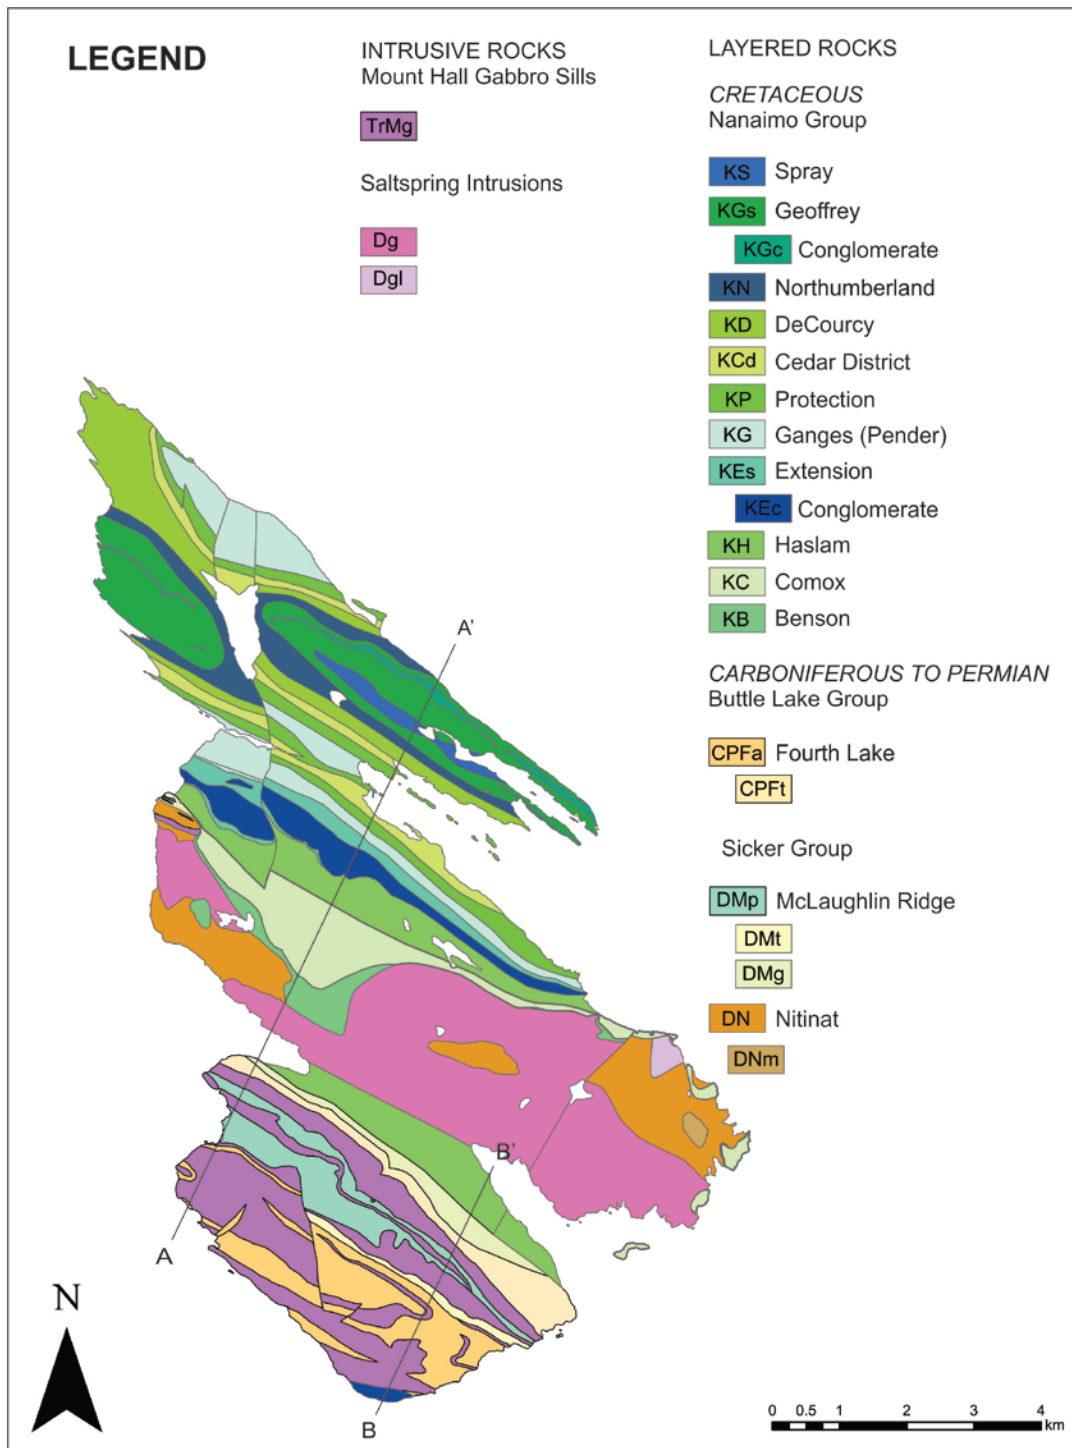 LEGEND
INTRUSIVE ROCKS
Mount Hall Gabbro Sills
TrMg
Saltspring Intrusions
Dg
Dgl
LAYERED ROCKS
CRETACEOUS
Nanaimo Group
KS Spray
KGs Geoffrey
KGc Conglomerate
KN Northumberland
KD DeCourcy
KCd Cedar District
KP Protection
KG Ganges (Pender)
KEs Extension
KEc Conglomerate
KH Haslam
KC Comox
KB Benson
CARBONIFEROUS TO PERMIAN
Buttle Lake Group
CPFa Fourth Lake
CPFt
Sicker Group
DMp McLaughlin Ridge
DMt
DMg
DN Nitinat
DNm
A'
B'
A
B
N
0 0.5 1 2 3 4
km